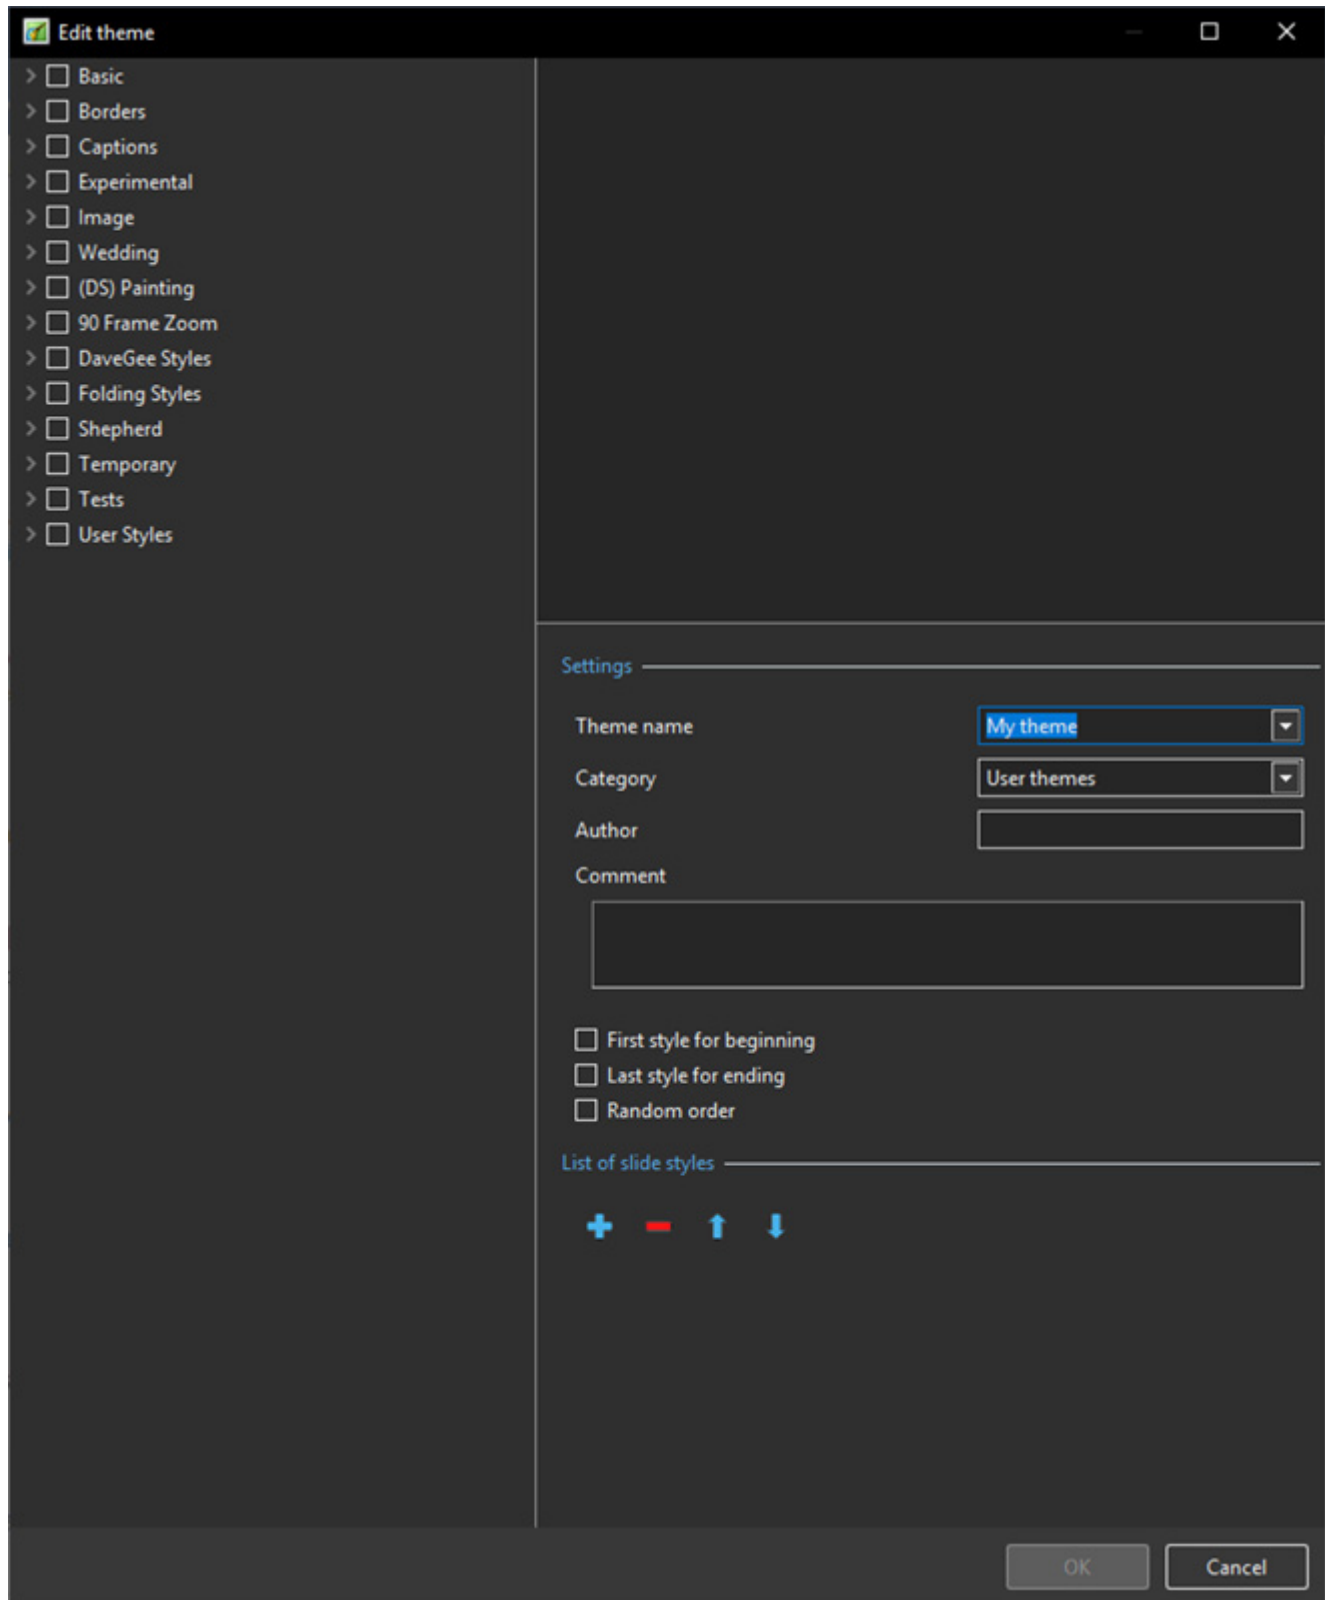 Edit theme
Basic
Borders
Captions
Experimental
Image
Wedding
(DS) Painting
90 Frame Zoom
DaveGee Styles
Folding Styles
Shepherd
Temporary
Tests
User Styles
Settings
Theme name My theme
Category User themes
Author
Comment
First style for beginning
Last style for ending
Random order
List of slide styles
OK Cancel